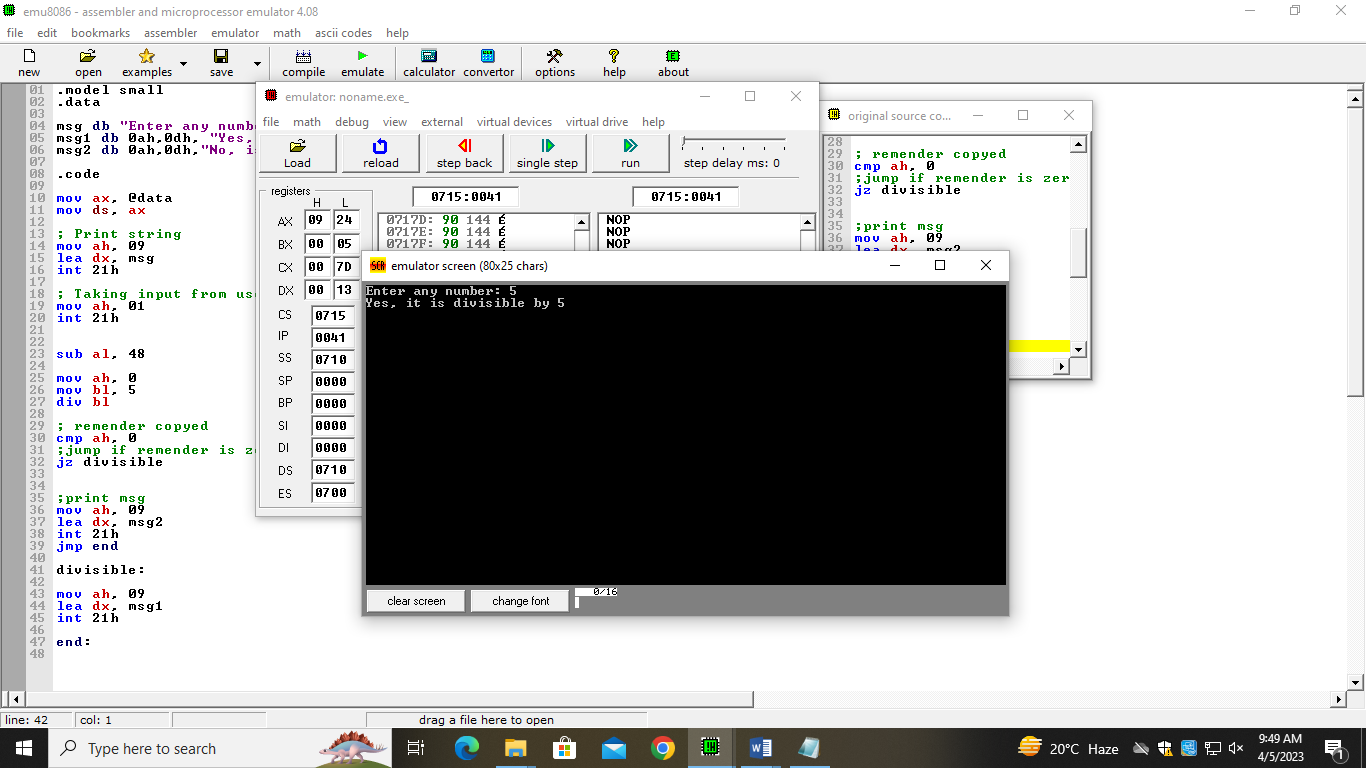 emu8086 - assembler and microprocessor emulator 4.08
file edit bookmarks assembler emulator math ascii codes help
new open examples save compile emulate calculator convertor options help about
01 .model small
02 .data
03
04 msg db "Enter any numb
05 msg1 db 0ah,0dh, "Yes,
06 msg2 db 0ah,0dh,"No, i
07
08 .code
09
10 mov ax, @data
11 mov ds, ax
12
13 ; Print string
14 mov ah, 09
15 lea dx, msg
16 int 21h
17
18 ; Taking input from us
19 mov ah, 01
20 int 21h
21
22
23 sub al, 48
24
25 mov ah, 0
26 mov bl, 5
27 div bl
28
29 ; remender copyed
30 cmp ah, 0
31 ;jump if remender is z
32 jz divisible
33
34
35 ;print msg
36 mov ah, 09
37 lea dx, msg2
38 int 21h
39 jmp end
40
41 divisible:
42
43 mov ah, 09
44 lea dx, msg1
45 int 21h
46
47 end:
48
emulator: noname.exe_
file math debug view external virtual devices virtual drive help
Load reload step back single step run step delay ms: 0
registers 0715:0041 0715:0041
H L
AX 09 24
BX 00 05
CX 00 7D
DX 00 13
CS 0715
IP 0041
SS 0710
SP 0000
BP 0000
SI 0000
DI 0000
DS 0710
ES 0700
0717D: 90 144 É
0717E: 90 144 É
0717F: 90 144 É
NOP
NOP
NOP
original source co...
28
29 ; remender copyed
30 cmp ah, 0
31 ;jump if remender is zer
32 jz divisible
33
34
35 ;print msg
36 mov ah, 09
37 lea dx, msg2
emulator screen (80x25 chars)
Enter any number: 5
Yes, it is divisible by 5
clear screen change font 0/16
line: 42 col: 1 drag a file here to open
Type here to search
20°C Haze
9:49 AM
4/5/2023
1